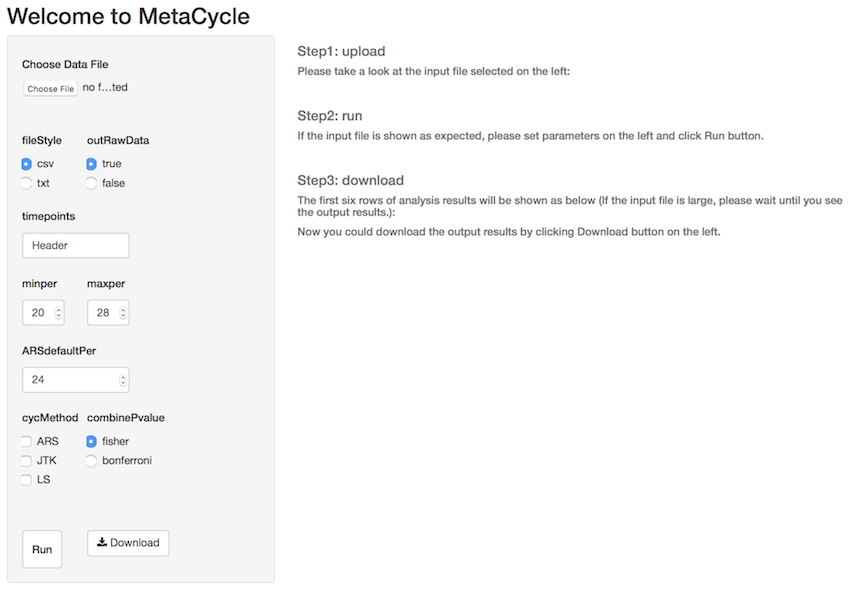 Welcome to MetaCycle
Choose Data File
Choose File no f...ted
fileStyle outRawData
csv true
txt false
timepoints
Header
minper maxper
20 28
ARSdefaultPer
24
cycMethod combinePvalue
ARS fisher
JTK bonferroni
LS
Run Download
Step1: upload
Please take a look at the input file selected on the left:
Step2: run
If the input file is shown as expected, please set parameters on the left and click Run button.
Step3: download
The first six rows of analysis results will be shown as below (If the input file is large, please wait until you see
the output results.):
Now you could download the output results by clicking Download button on the left.